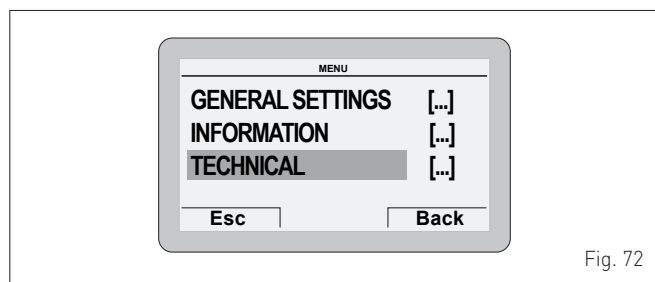 MENU
GENERAL SETTINGS [...]
INFORMATION [...]
TECHNICAL [...]
Esc Back
Fig. 72